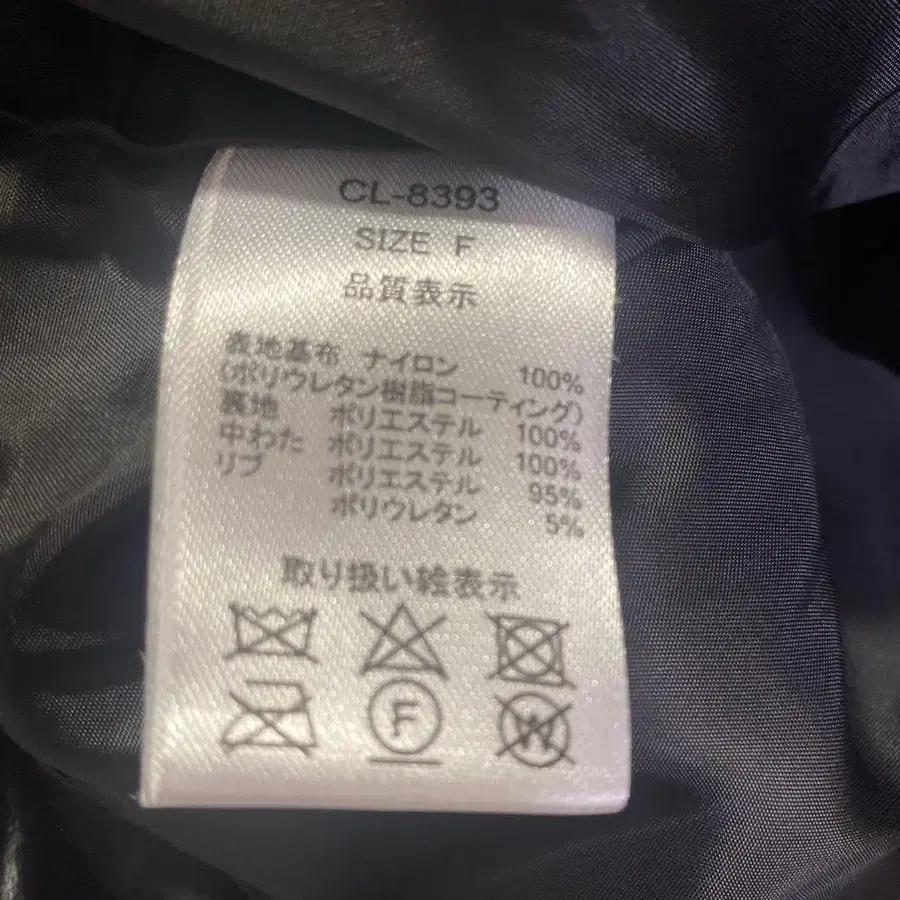 CL-8393
SIZE F
品質表示
表地基布 ナイロン 100%
(ポリウレタン樹脂コーティング)
裏地 ポリエステル 100%
中わた ポリエステル 100%
リブ ポリエステル 95%
ポリウレタン 5%
取り扱い絵表示
F
W